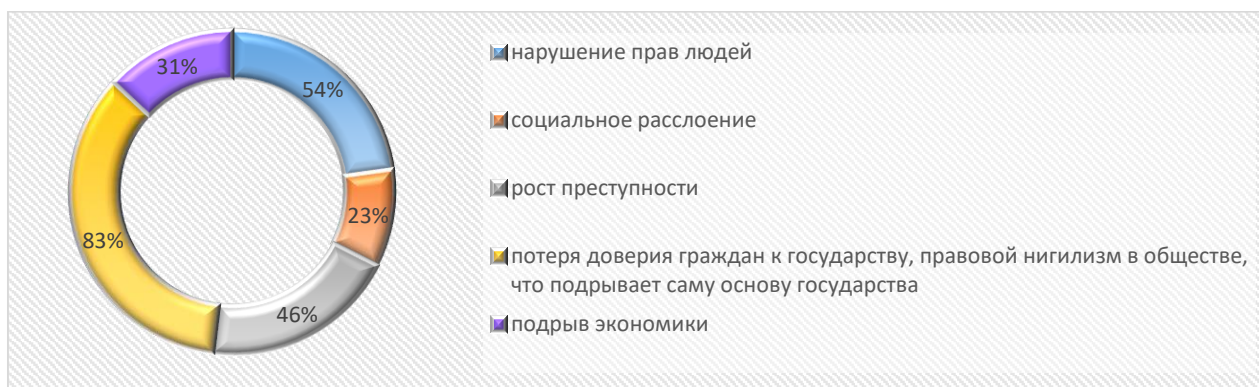 31%
54%
23%
83%
46%
нарушение прав людей
социальное расслоение
рост преступности
потеря доверия граждан к государству, правовой нигилизм в обществе,
что подрывает саму основу государства
подрыв экономики